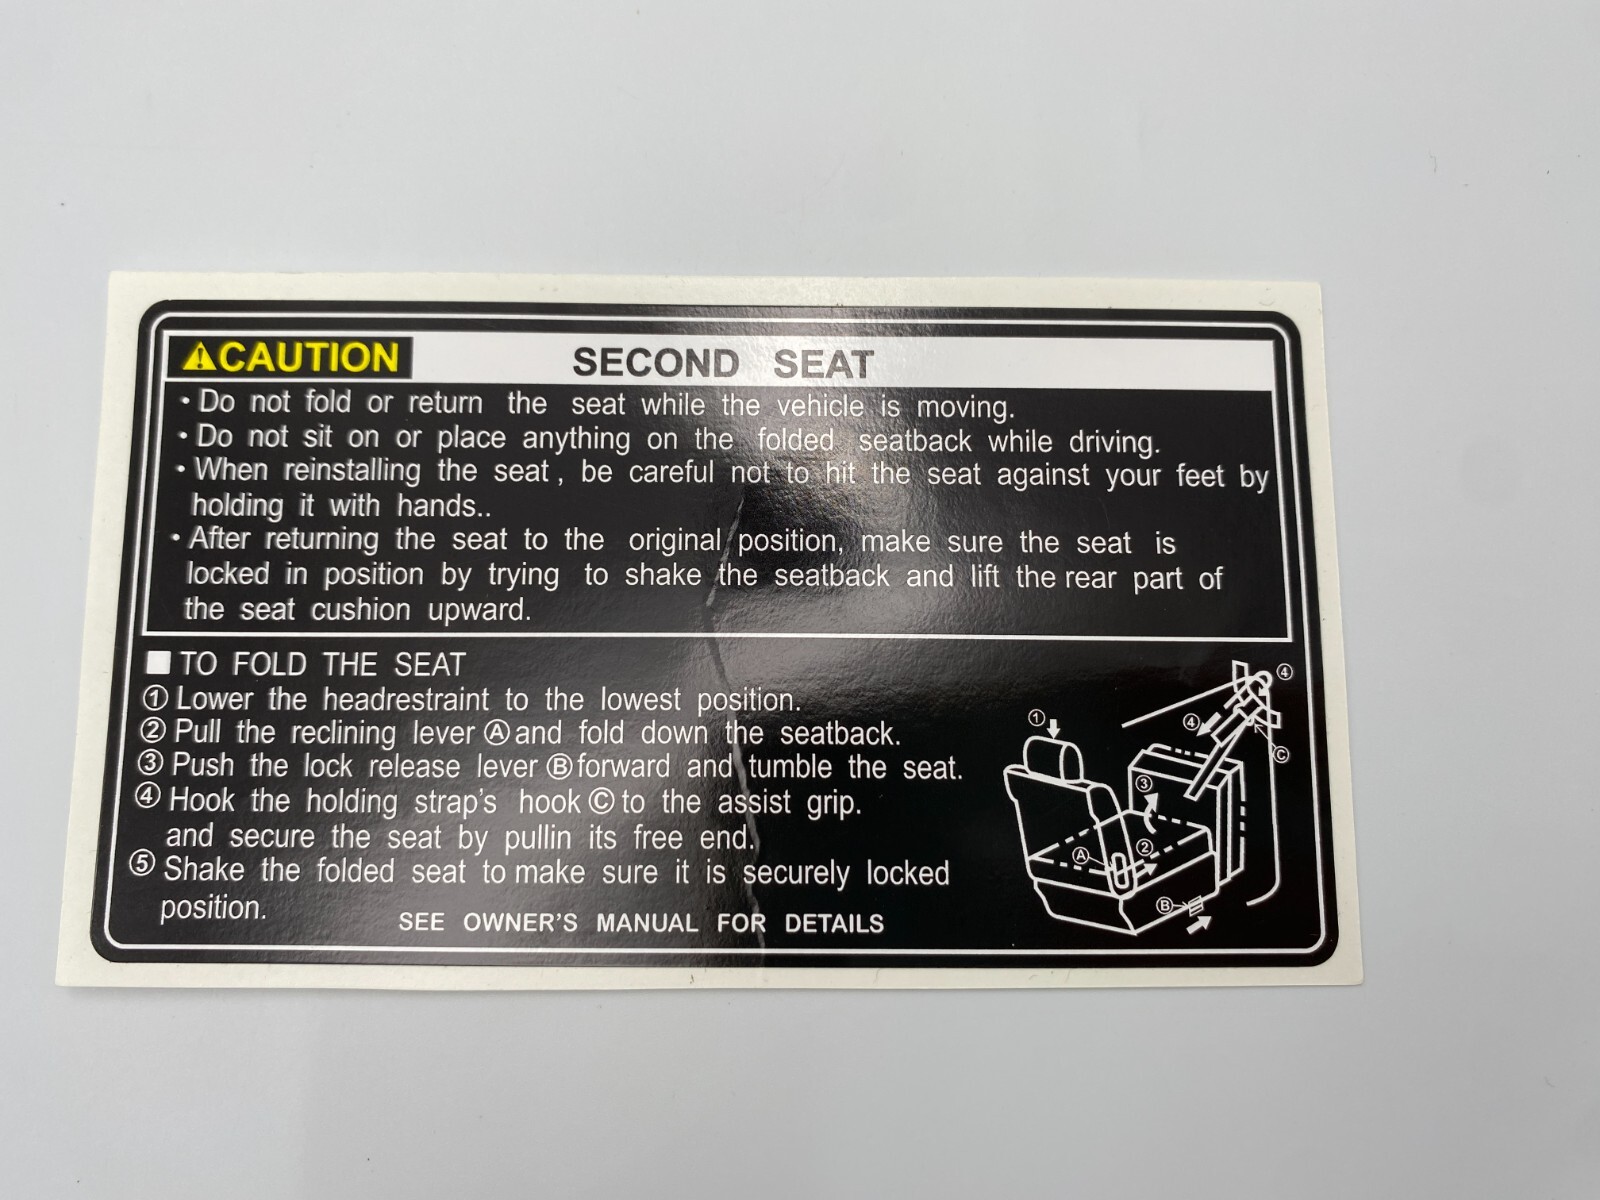 ⚠CAUTION SECOND SEAT
• Do not fold or return the seat while the vehicle is moving.
• Do not sit on or place anything on the folded seatback while driving.
• When reinstalling the seat, be careful not to hit the seat against your feet by
holding it with hands..
• After returning the seat to the original position, make sure the seat is
locked in position by trying to shake the seatback and lift the rear part of
the seat cushion upward.
■ TO FOLD THE SEAT
① Lower the headrestraint to the lowest position.
② Pull the reclining lever Ⓐ and fold down the seatback.
③ Push the lock release lever Ⓑ forward and tumble the seat.
④ Hook the holding strap's hook Ⓒ to the assist grip.
and secure the seat by pullin its free end.
⑤ Shake the folded seat to make sure it is securely locked
position.
SEE OWNER'S MANUAL FOR DETAILS
④
①
④
Ⓒ
③
②
Ⓐ
Ⓑ